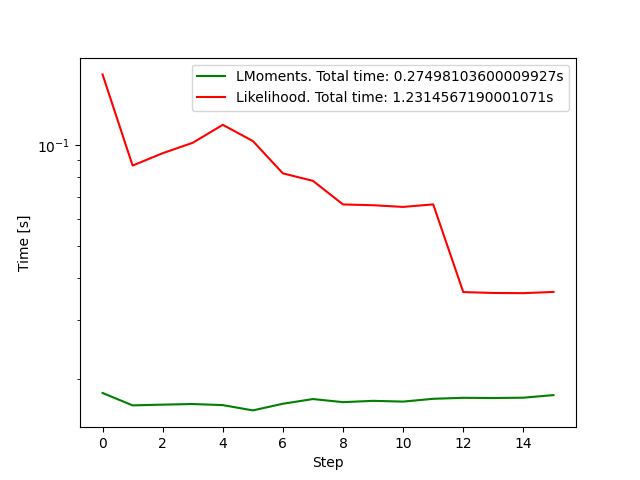 LMoments. Total time: 0.27498103600009927s
Likelihood. Total time: 1.2314567190001071s
10⁻¹
Time [s]
0 2 4 6 8 10 12 14
Step